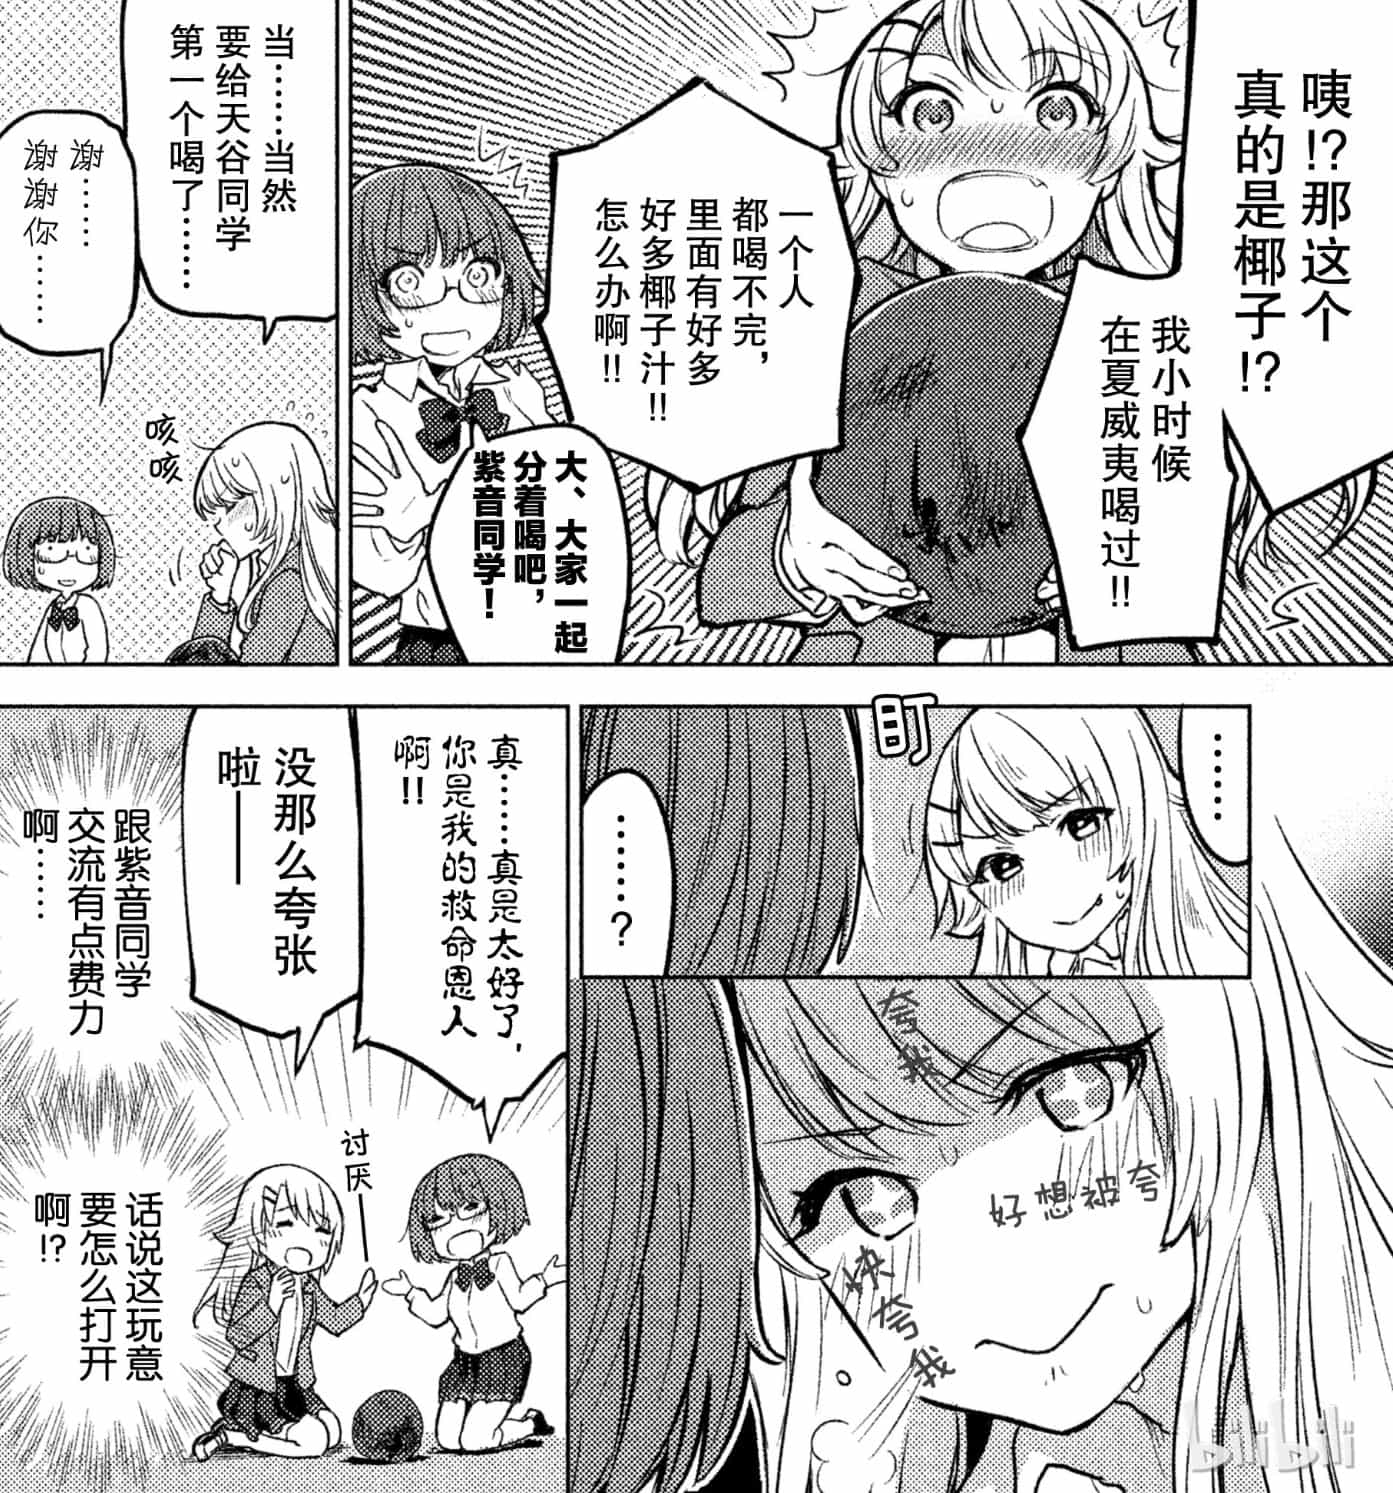 咦!?那这个
真的是椰子!?
我小时候
在夏威夷喝过!!
一个人
都喝不完，
里面有好多
好多椰子汁!!
怎么办啊!!
大、大家一起
分着喝吧，
紫音同学！
当……当然
要给天谷同学
第一个喝了……
谢……
谢谢你……
咳
咳
……
盯
……？
夸
我
好想被夸
快
夸
我
真……真是太好了，
你是我的救命恩人
啊!!
没那么夸张
啦——
讨
厌——
跟紫音同学
交流有点费力
啊……
话说这玩意
要怎么打开
啊!?
bilibili